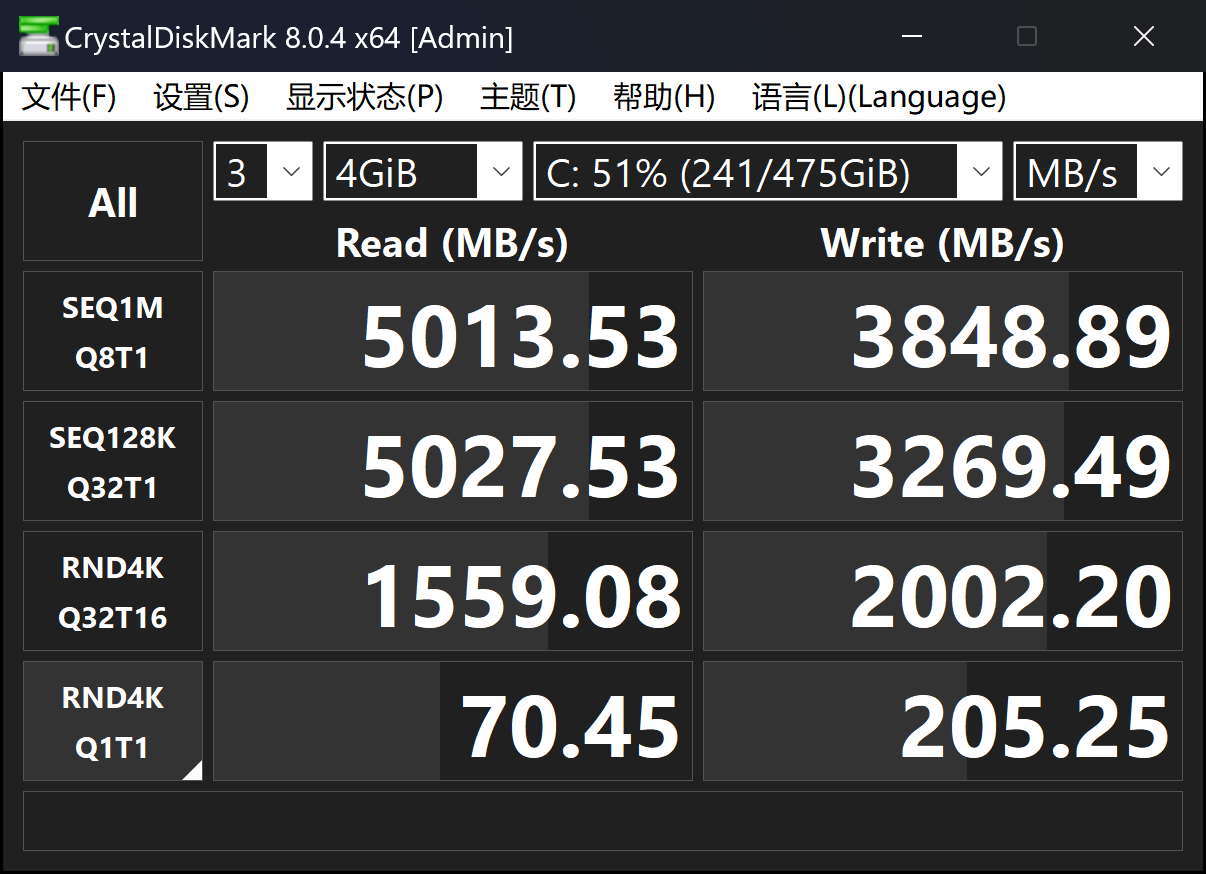 CrystalDiskMark 8.0.4 x64 [Admin]
文件(F) 设置(S) 显示状态(P) 主题(T) 帮助(H) 语言(L)(Language)
All 3 4GiB C: 51% (241/475GiB) MB/s
Read (MB/s) Write (MB/s)
SEQ1M
Q8T1 5013.53 3848.89
SEQ128K
Q32T1 5027.53 3269.49
RND4K
Q32T16 1559.08 2002.20
RND4K
Q1T1 70.45 205.25